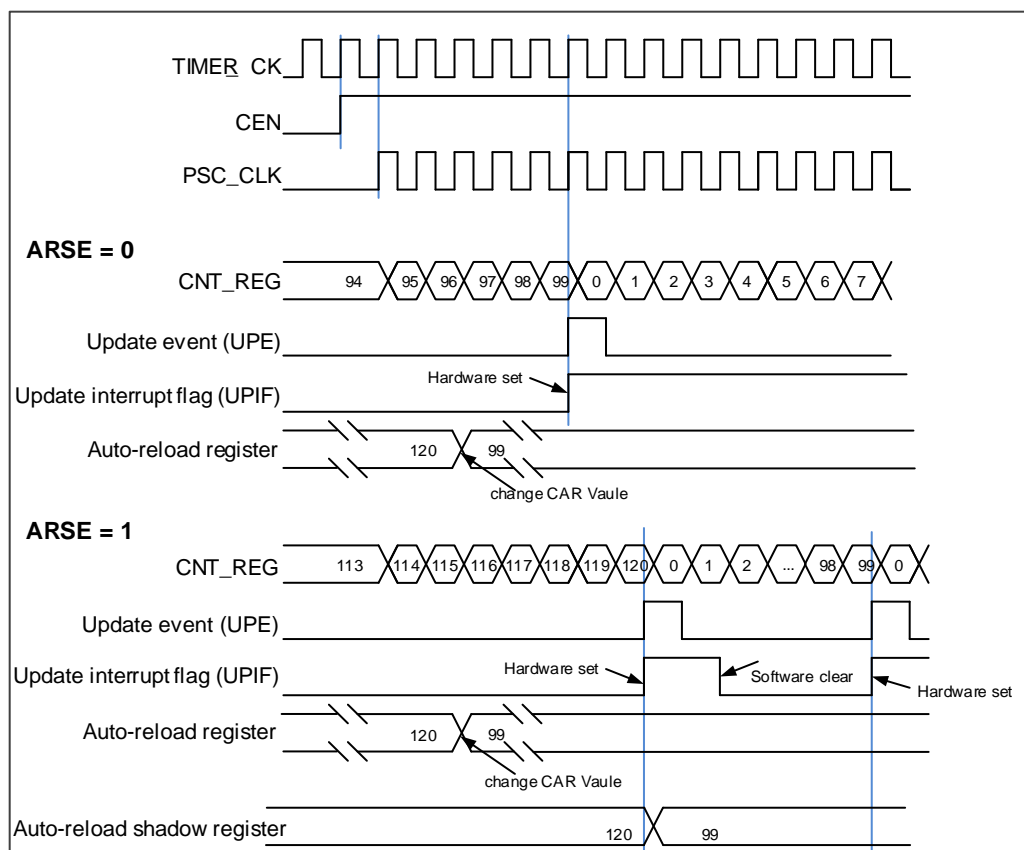 TIMER_CK
CEN
PSC_CLK
ARSE = 0
CNT_REG 94 95 96 97 98 99 0 1 2 3 4 5 6 7
Update event (UPE)
Hardware set
Update interrupt flag (UPIF)
Auto-reload register 120 99
change CAR Vaule
ARSE = 1
CNT_REG 113 114 115 116 117 118 119 120 0 1 2 ... 98 99 0
Update event (UPE)
Update interrupt flag (UPIF) Hardware set Software clear Hardware set
Auto-reload register 120 99
change CAR Vaule
Auto-reload shadow register 120 99